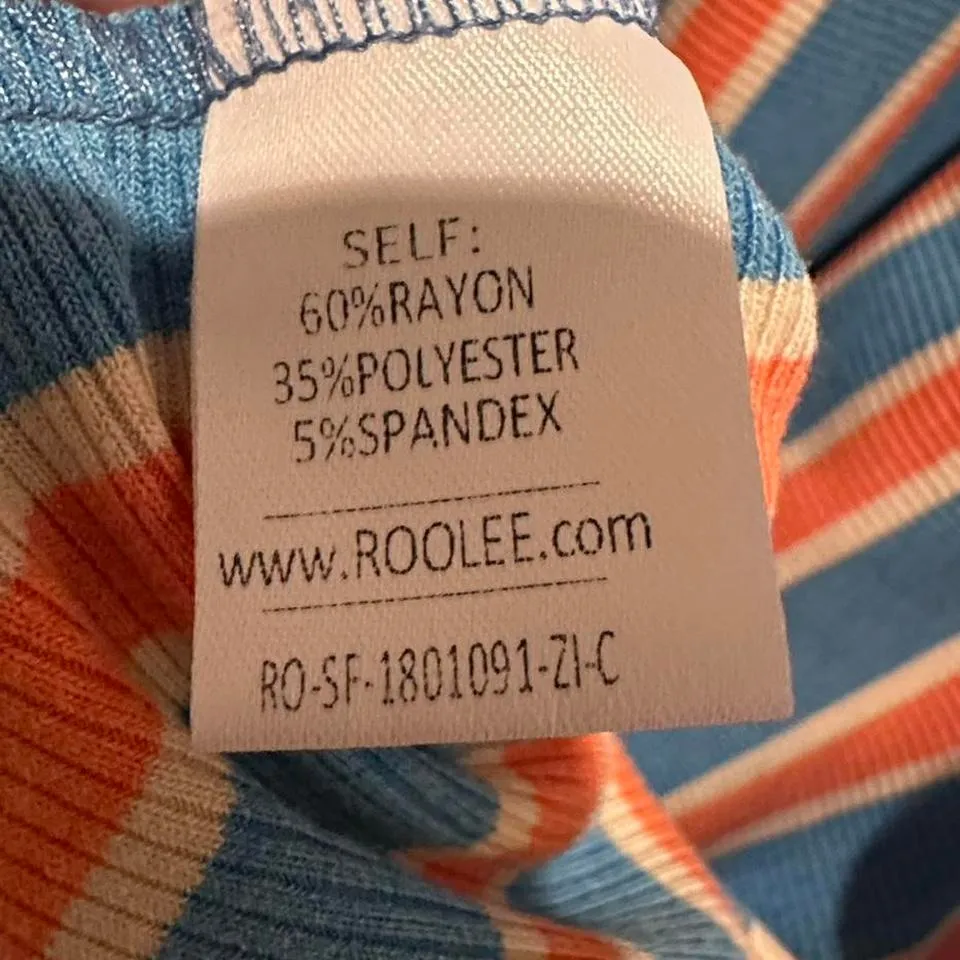 SELF:
60%RAYON
35%POLYESTER
5%SPANDEX
www.ROOLEE.com
RO-SF-1801091-ZI-C